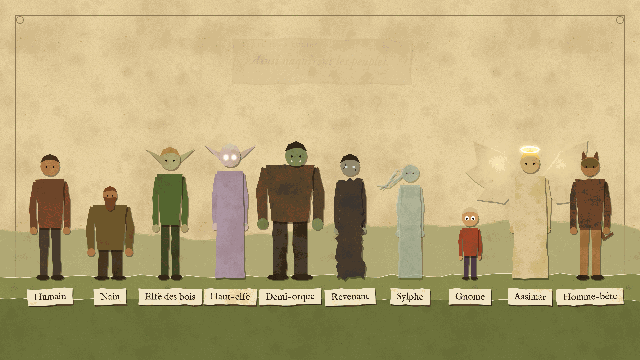 Humain
Nain
Elfe des bois
Haut-elfe
Demi-orque
Revenant
Sylphe
Gnome
Aasimar
Homme-bête